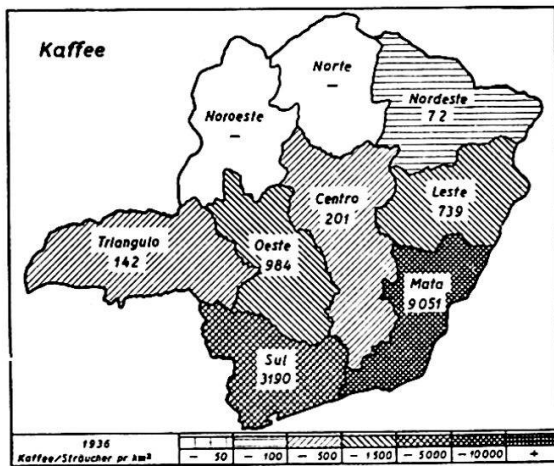 Kaffee
Norte
–
Noroeste
–
Nordeste
72
Centro
201
Leste
739
Triangulo
142
Oeste
984
Mata
9051
Sul
3190
1936
Kaffee/Sträucher pr km²
– 50 – 100 – 500 – 1500 – 5000 – 10000 +